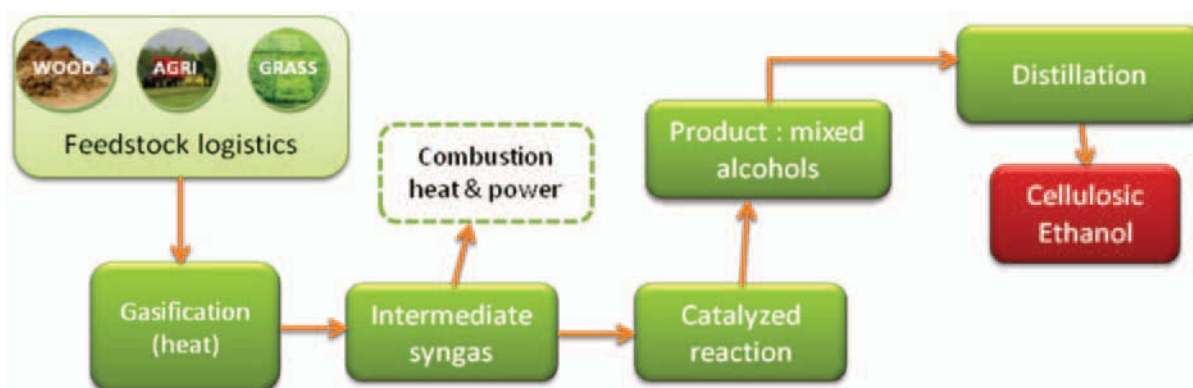 WOOD
AGRI
GRASS
Feedstock logistics
Combustion
heat & power
Gasification
(heat)
Intermediate
syngas
Catalyzed
reaction
Product : mixed
alcohols
Distillation
Cellulosic
Ethanol